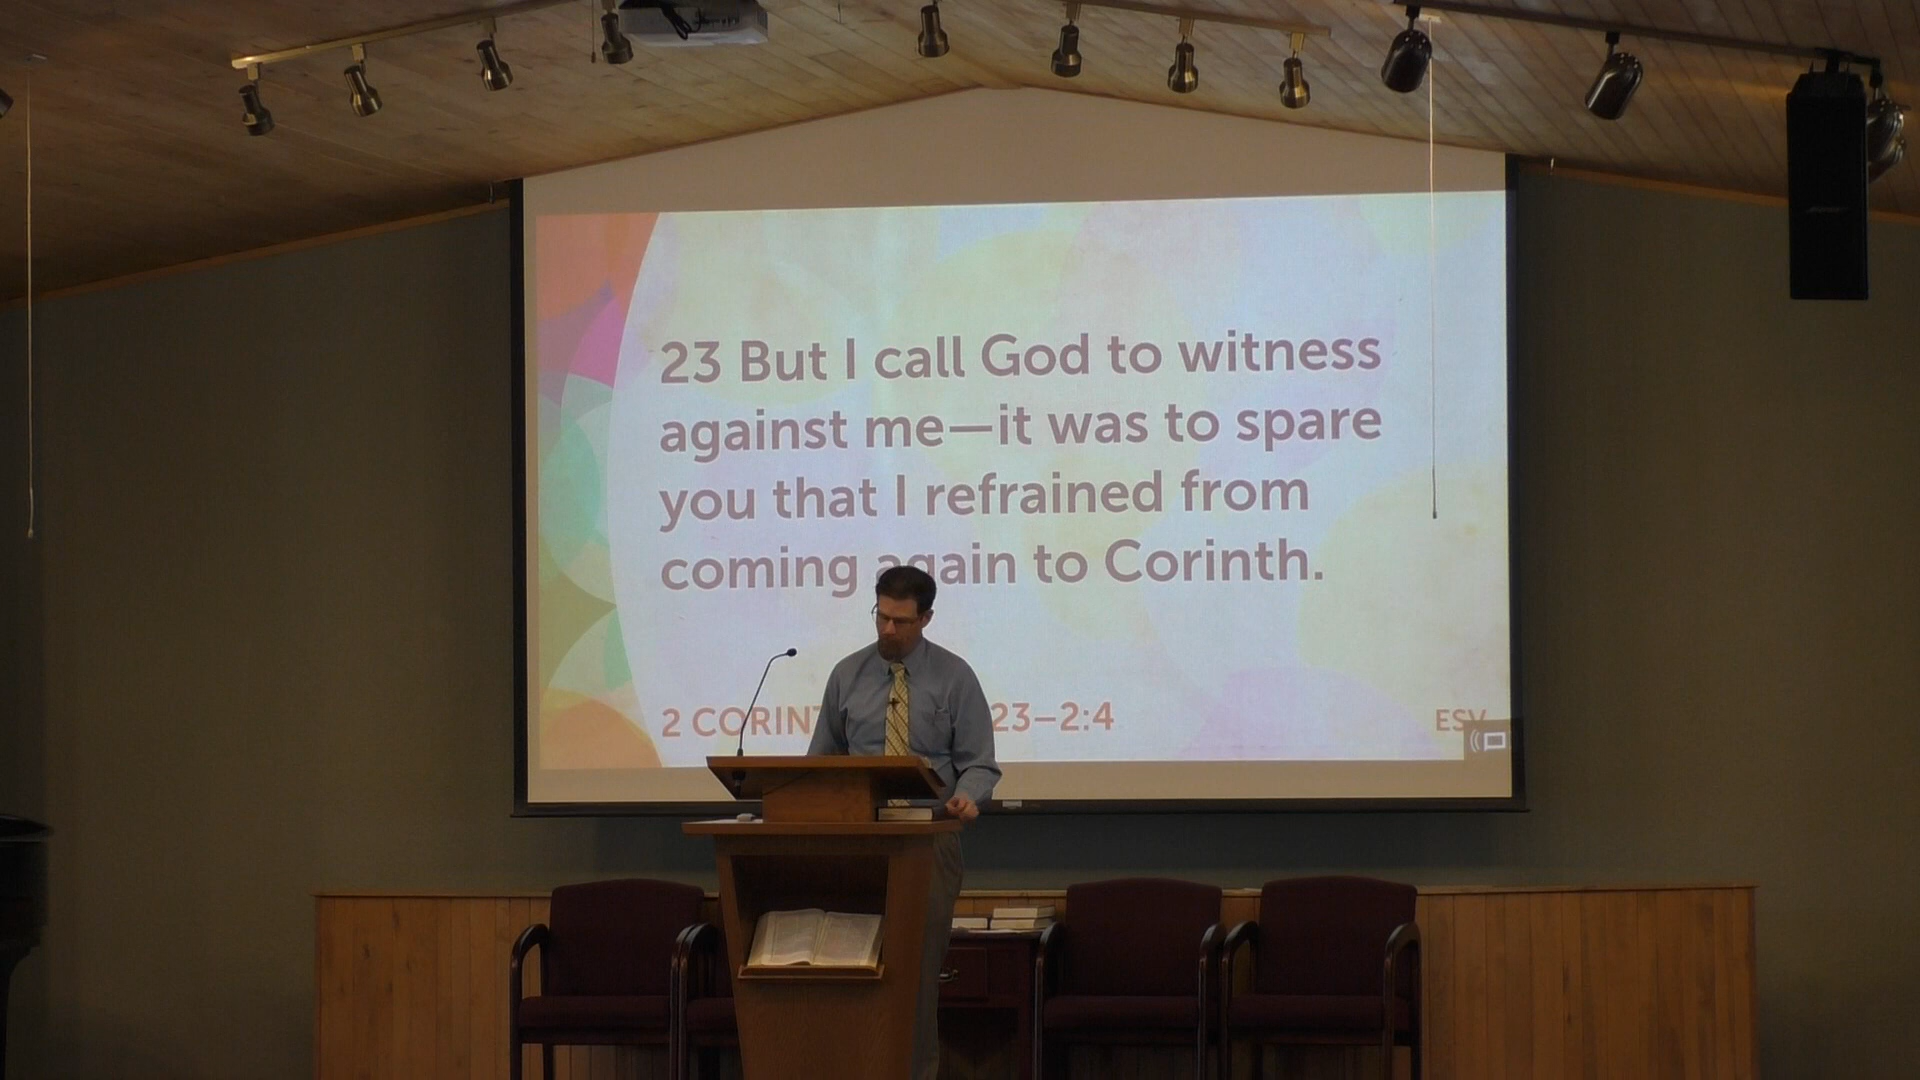 23 But I call God to witness
against me—it was to spare
you that I refrained from
coming again to Corinth.
2 CORIN 23–2:4
ESV